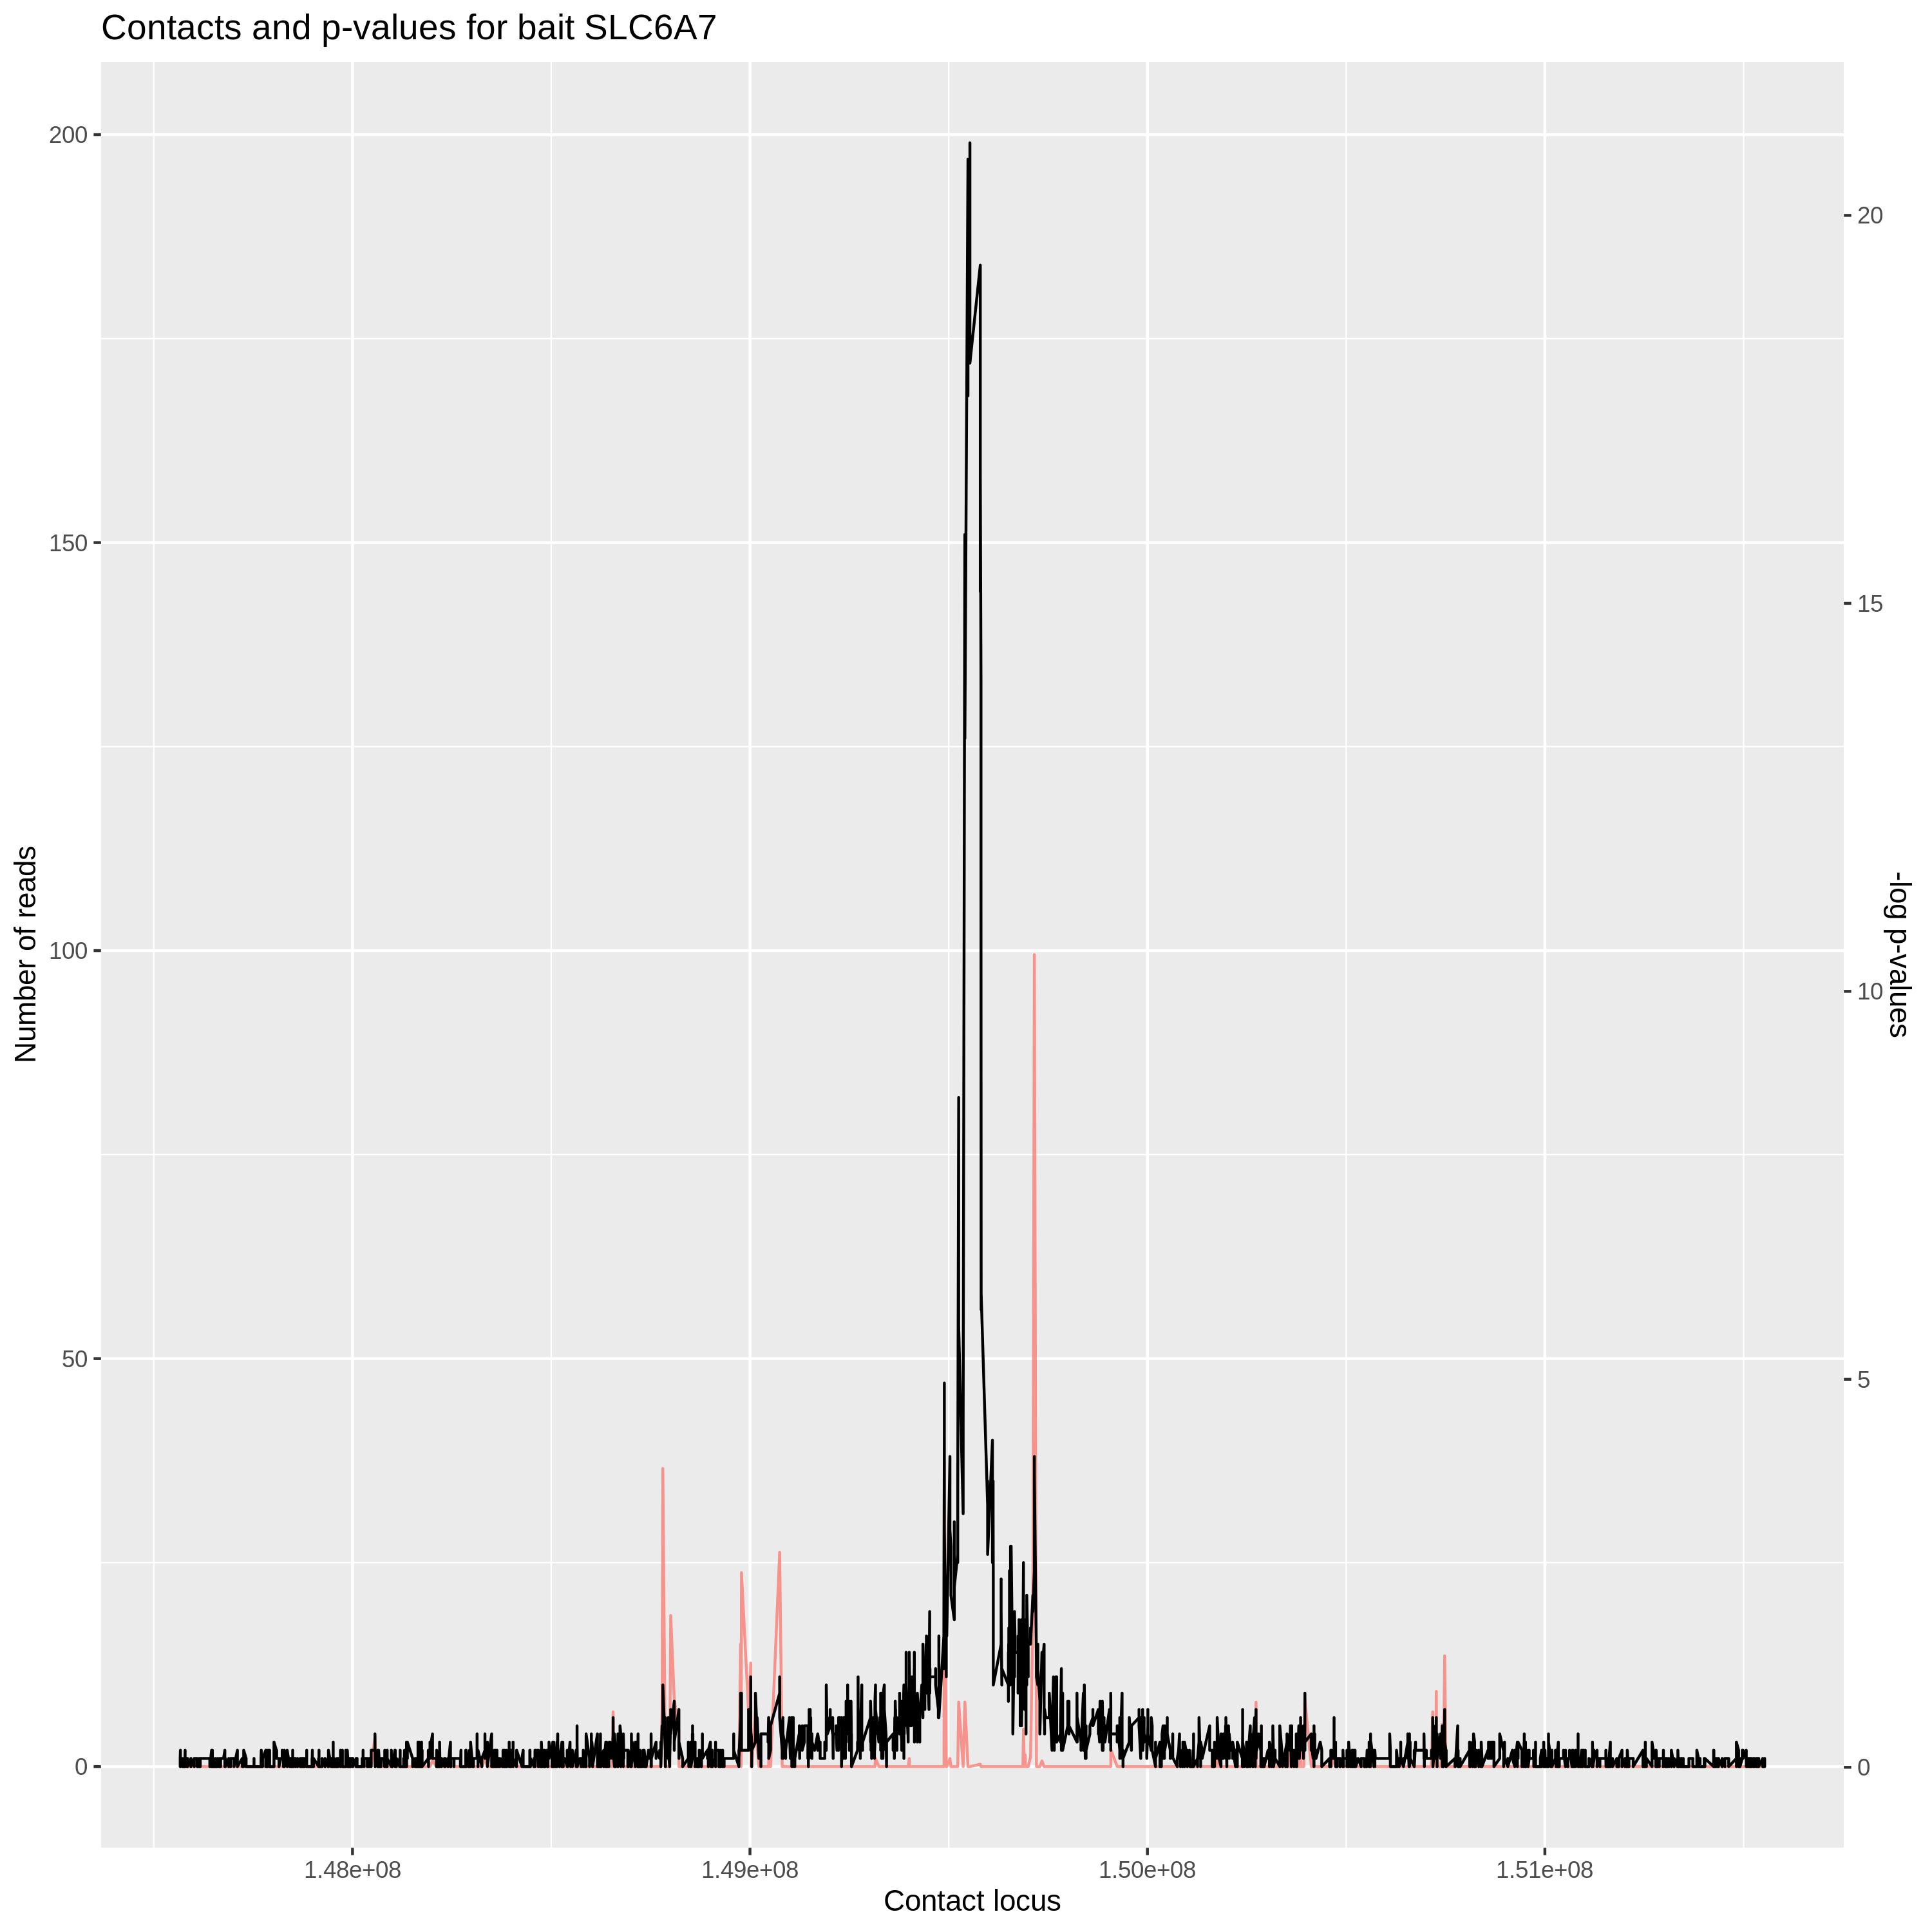 Contacts and p-values for bait SLC6A7
200
150
100
50
0
20
15
10
5
0
Number of reads
-log p-values
1.48e+08
1.49e+08
1.50e+08
1.51e+08
Contact locus